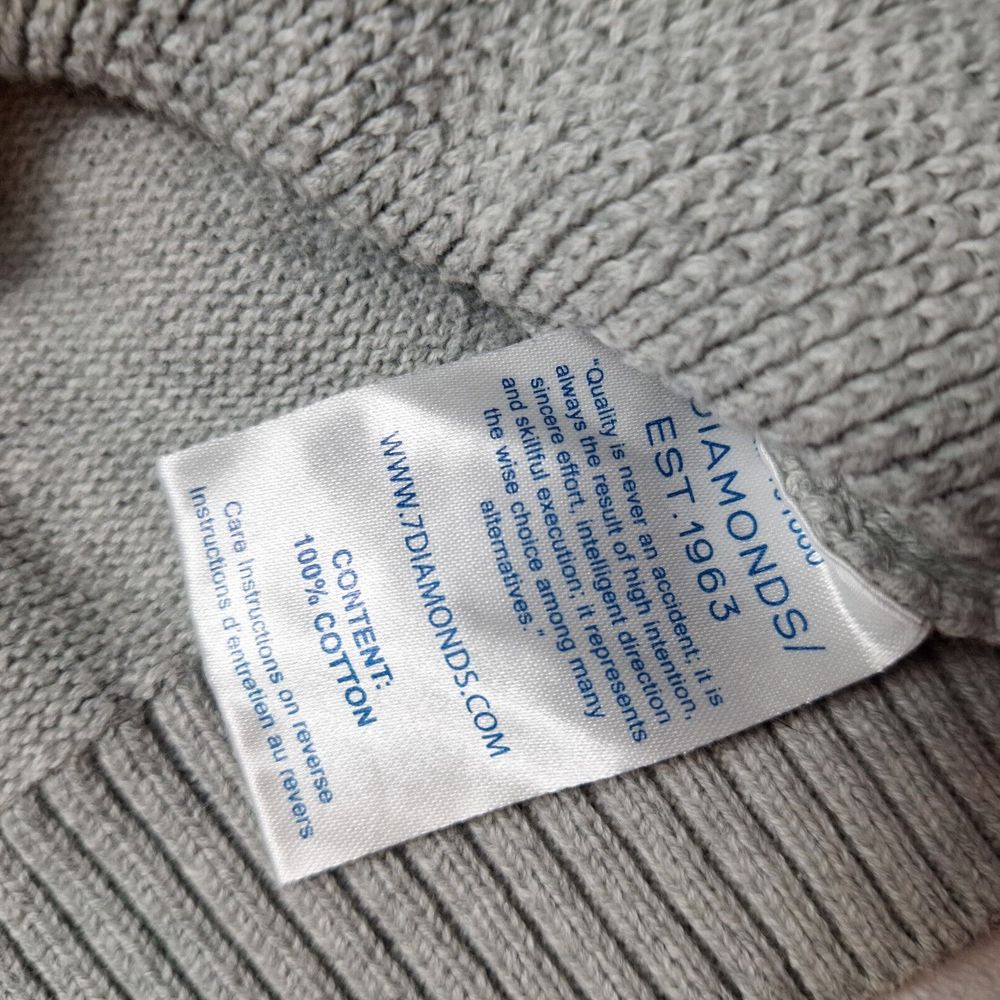 DIAMONDS/
EST.1963
"Quality is never an accident; it is
always the result of high intention,
sincere effort, intelligent direction
and skillful execution; it represents
the wise choice among many
alternatives."
WWW.7DIAMONDS.COM
CONTENT:
100% COTTON
Care Instructions on reverse
Instructions d'entretien au revers